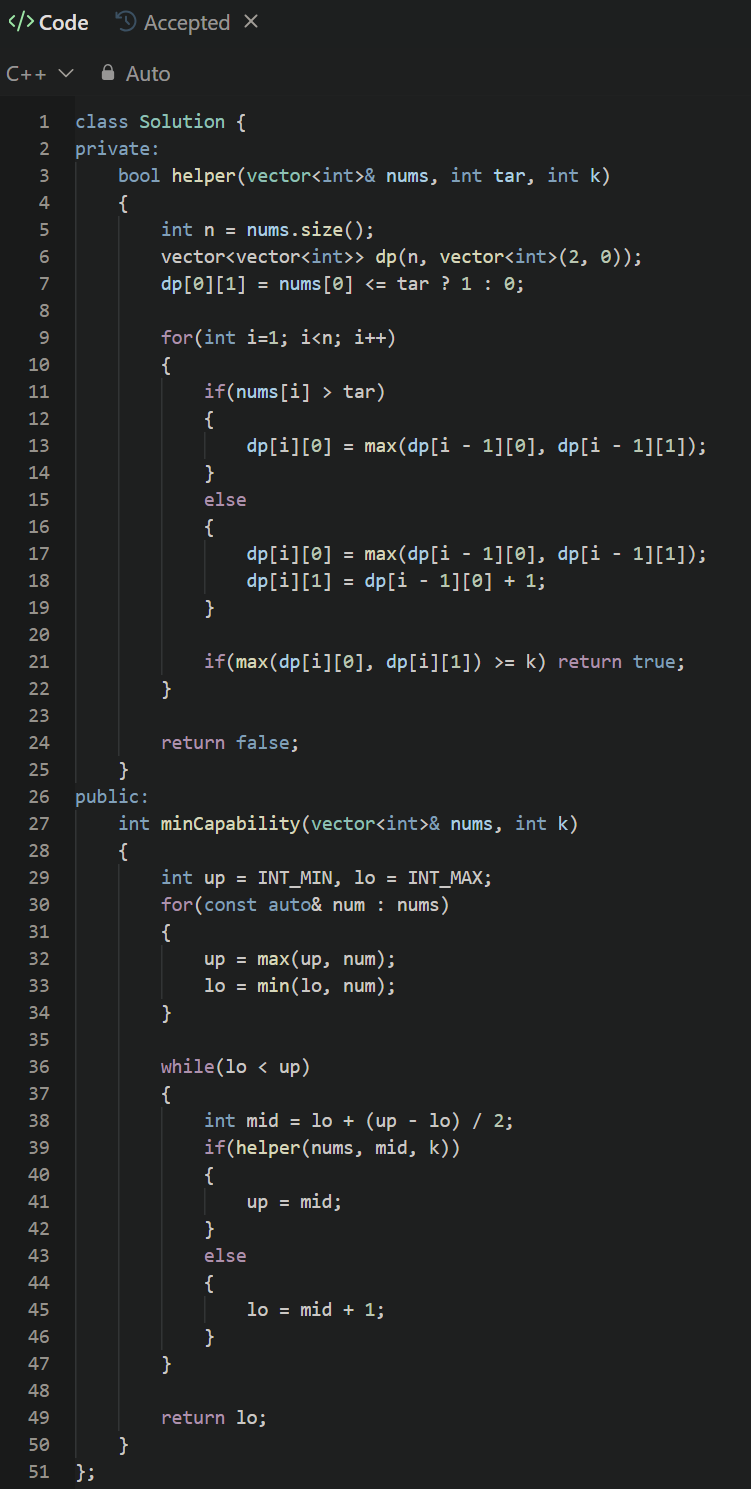 </> Code Accepted ×
C++ Auto
1 class Solution {
2 private:
3     bool helper(vector<int>& nums, int tar, int k)
4     {
5         int n = nums.size();
6         vector<vector<int>> dp(n, vector<int>(2, 0));
7         dp[0][1] = nums[0] <= tar ? 1 : 0;
8
9         for(int i=1; i<n; i++)
10         {
11             if(nums[i] > tar)
12             {
13                 dp[i][0] = max(dp[i - 1][0], dp[i - 1][1]);
14             }
15             else
16             {
17                 dp[i][0] = max(dp[i - 1][0], dp[i - 1][1]);
18                 dp[i][1] = dp[i - 1][0] + 1;
19             }
20
21             if(max(dp[i][0], dp[i][1]) >= k) return true;
22         }
23
24         return false;
25     }
26 public:
27     int minCapability(vector<int>& nums, int k)
28     {
29         int up = INT_MIN, lo = INT_MAX;
30         for(const auto& num : nums)
31         {
32             up = max(up, num);
33             lo = min(lo, num);
34         }
35
36         while(lo < up)
37         {
38             int mid = lo + (up - lo) / 2;
39             if(helper(nums, mid, k))
40             {
41                 up = mid;
42             }
43             else
44             {
45                 lo = mid + 1;
46             }
47         }
48
49         return lo;
50     }
51 };